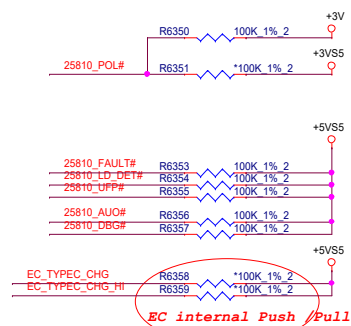 +3V
R6350 100K_1%_2
+3VS5
25810_POL# R6351 *100K_1%_2
+5VS5
25810_FAULT# R6353 100K_1%_2
25810_LD_DET# R6354 100K_1%_2
25810_UFP# R6355 100K_1%_2
25810_AUO# R6356 100K_1%_2
25810_DBG# R6357 100K_1%_2
+5VS5
EC_TYPEC_CHG R6358 *100K_1%_2
EC_TYPEC_CHG_HI R6359 *100K_1%_2
EC internal Push /Pull